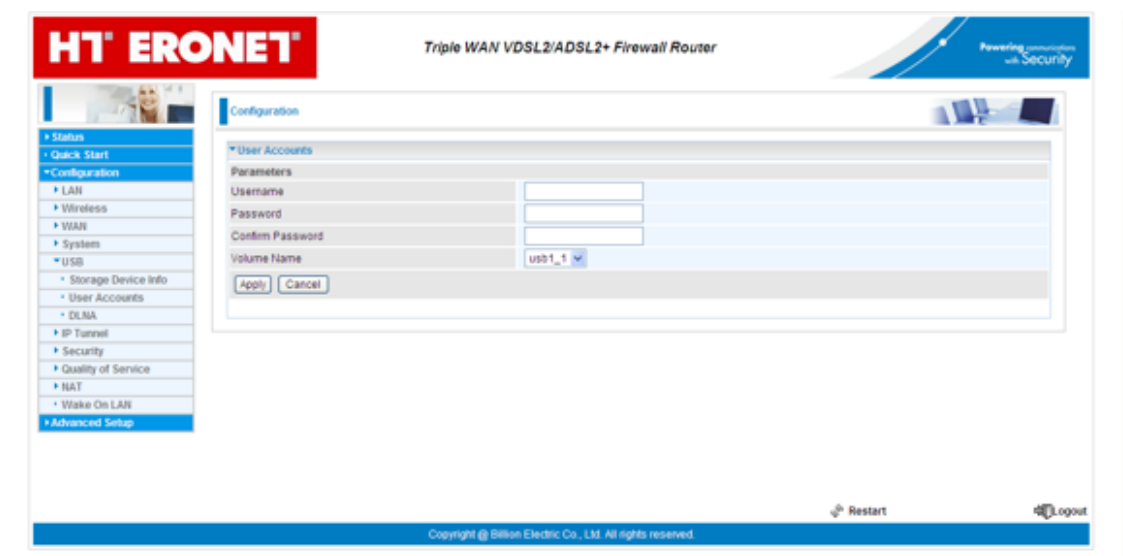 HT ERONET
Triple WAN VDSL2/ADSL2+ Firewall Router
Powering communications
with Security
Configuration
Status
Quick Start
Configuration
LAN
Wireless
WAN
System
USB
Storage Device Info
User Accounts
DLNA
IP Tunnel
Security
Quality of Service
NAT
Wake On LAN
Advanced Setup
User Accounts
Parameters
Username
Password
Confirm Password
Volume Name usb1_1
Apply Cancel
Restart Logout
Copyright @ Billion Electric Co., Ltd. All rights reserved.